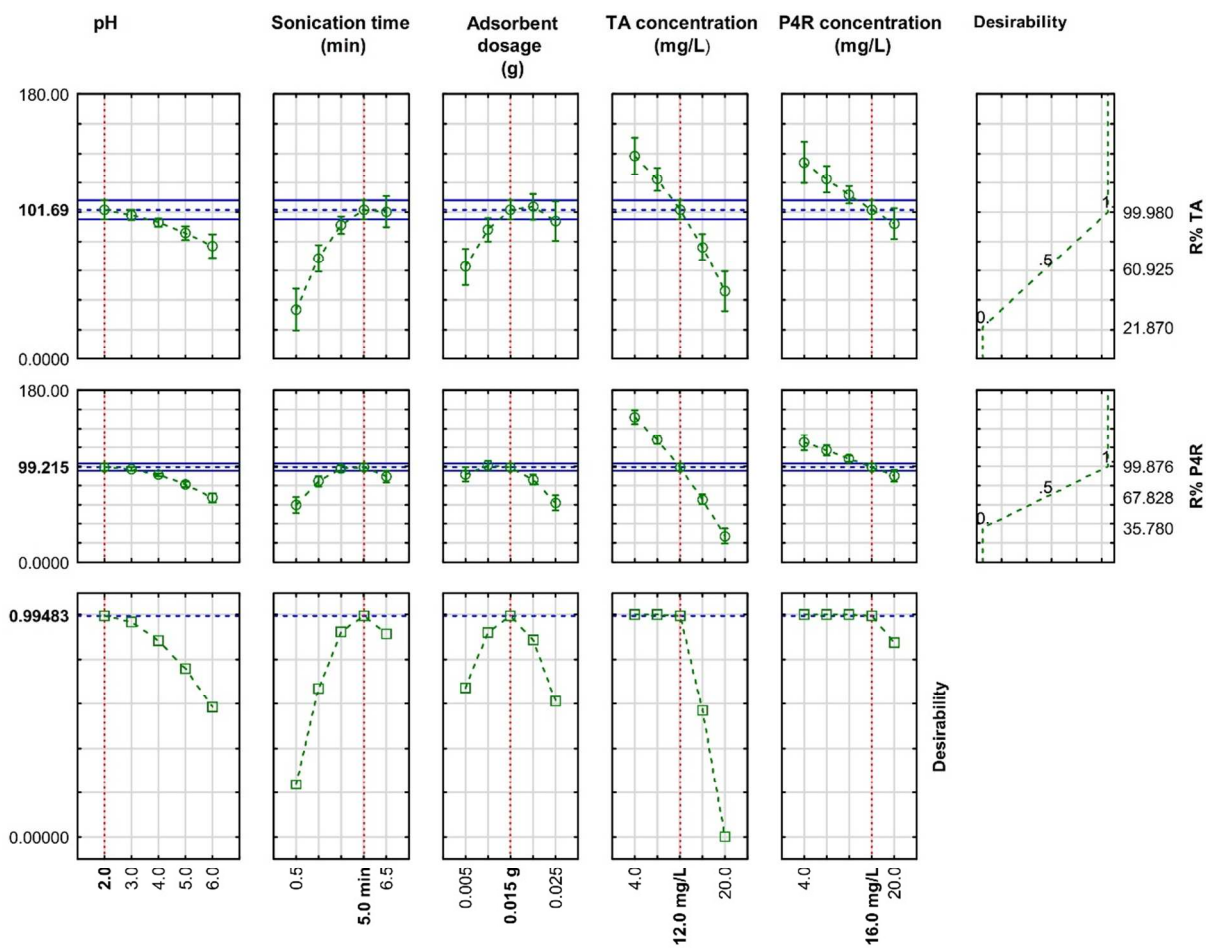 pH
Sonication time
(min)
Adsorbent
dosage
(g)
TA concentration
(mg/L)
P4R concentration
(mg/L)
Desirability
180.00
101.69
0.0000
1
.5
0.
99.980
60.925
21.870
R% TA
180.00
99.215
0.0000
1
.5
0.
99.876
67.828
35.780
R% P4R
0.99483
0.00000
Desirability
2.0
3.0
4.0
5.0
6.0
0.5
5.0 min
6.5
0.005
0.015 g
0.025
4.0
12.0 mg/L
20.0
4.0
16.0 mg/L
20.0